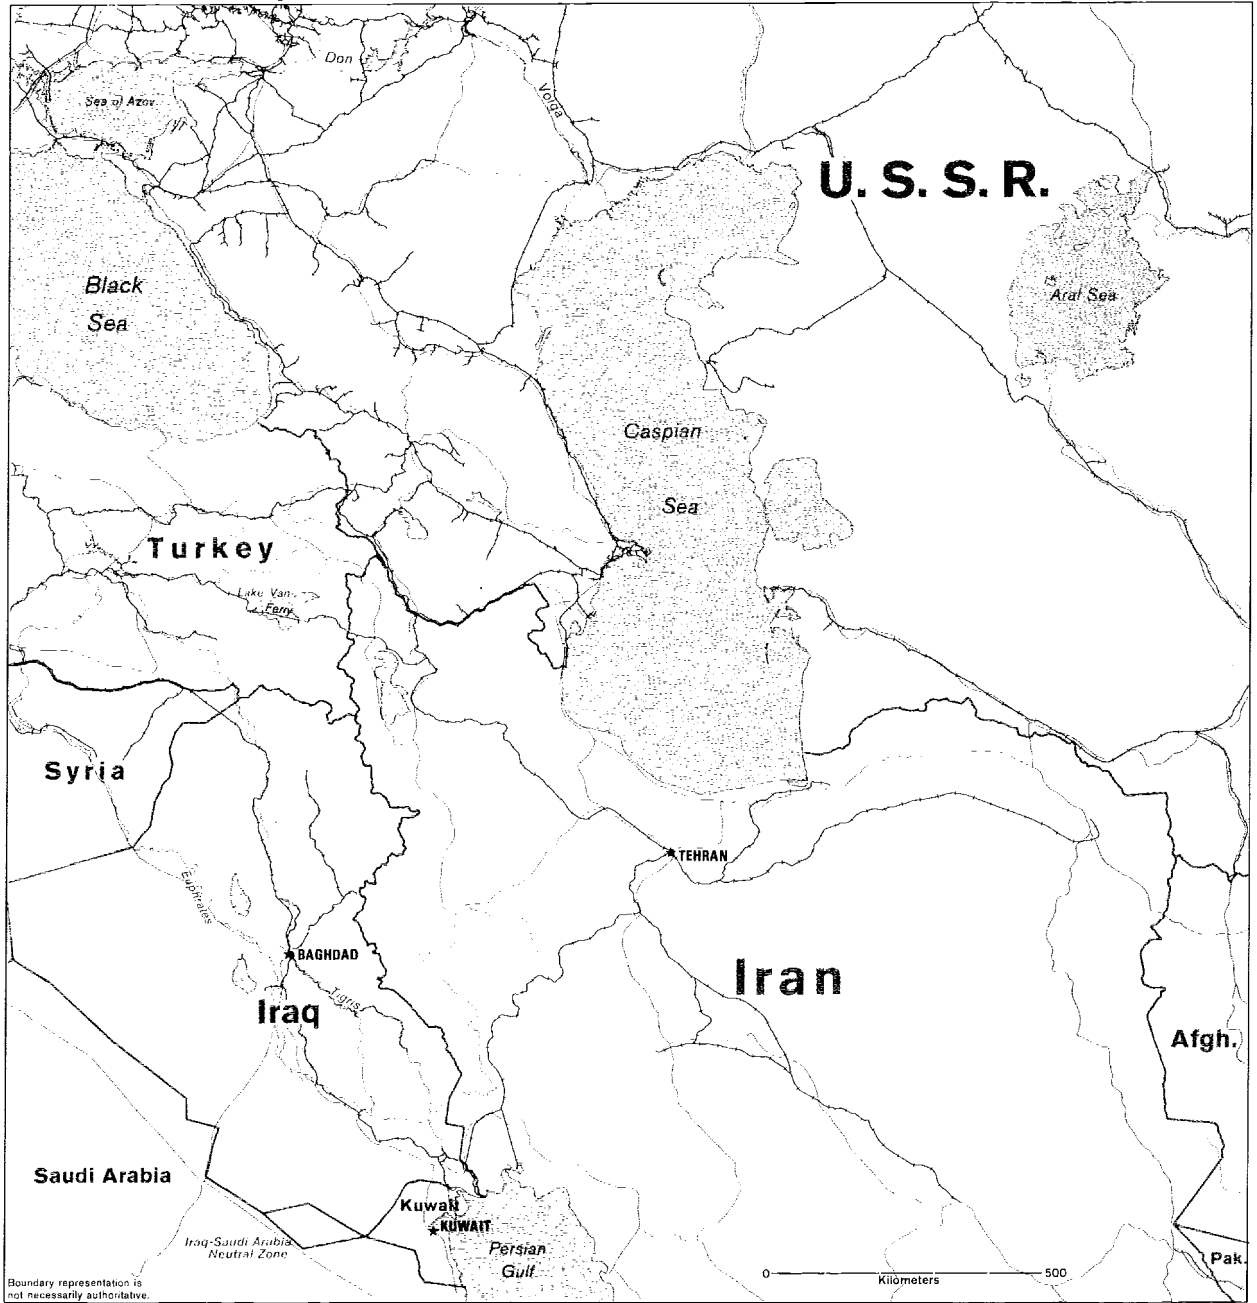 Don
Sea of Azov
Volga
U. S. S. R.
Black
Sea
Aral Sea
Caspian
Sea
Turkey
Lake Van
Ferry
Syria
TEHRAN
Euphrates
BAGHDAD
Iran
Tigris
Iraq
Afgh.
Saudi Arabia
Kuwait
KUWAIT
Iraq-Saudi Arabia
Neutral Zone
Persian
Gulf
Pak.
0 500
Kilometers
Boundary representation is
not necessarily authoritative.